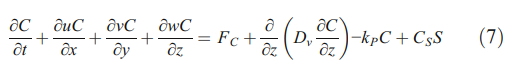 ∂C/∂t + ∂uC/∂x + ∂vC/∂y + ∂wC/∂z = F_C + ∂/∂z (D_v ∂C/∂z) −k_P C + C_S S (7)